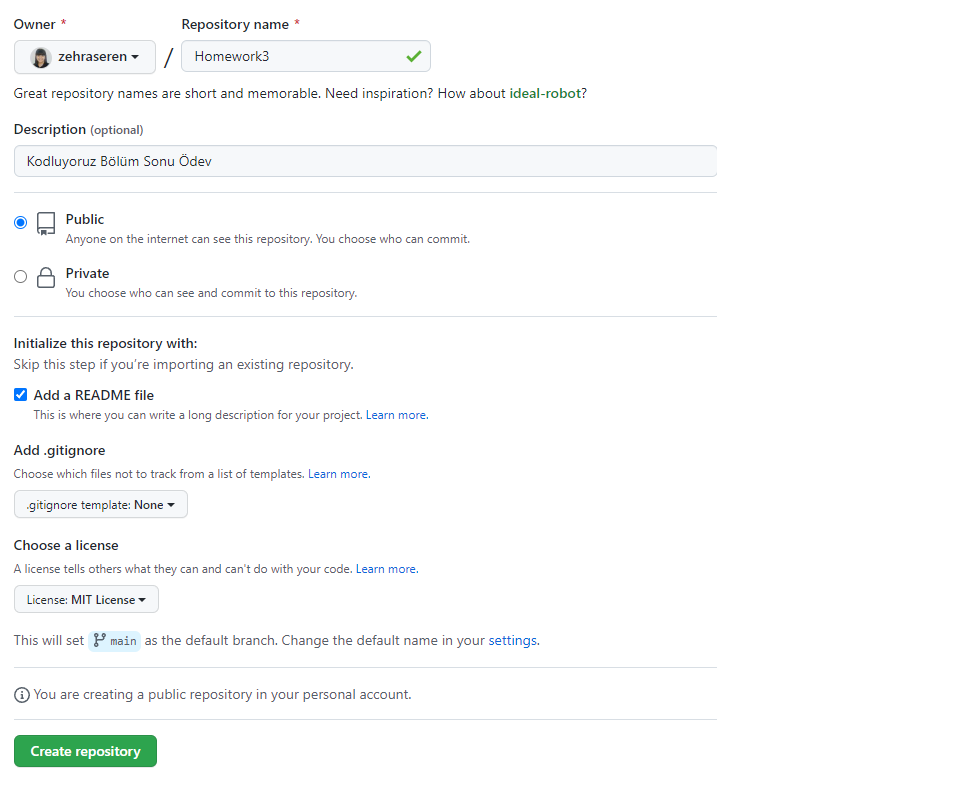 Owner * Repository name *
zehraseren / Homework3
Great repository names are short and memorable. Need inspiration? How about ideal-robot?
Description (optional)
Kodluyoruz Bölüm Sonu Ödev
Public
Anyone on the internet can see this repository. You choose who can commit.
Private
You choose who can see and commit to this repository.
Initialize this repository with:
Skip this step if you're importing an existing repository.
Add a README file
This is where you can write a long description for your project. Learn more.
Add .gitignore
Choose which files not to track from a list of templates. Learn more.
.gitignore template: None
Choose a license
A license tells others what they can and can't do with your code. Learn more.
License: MIT License
This will set main as the default branch. Change the default name in your settings.
You are creating a public repository in your personal account.
Create repository